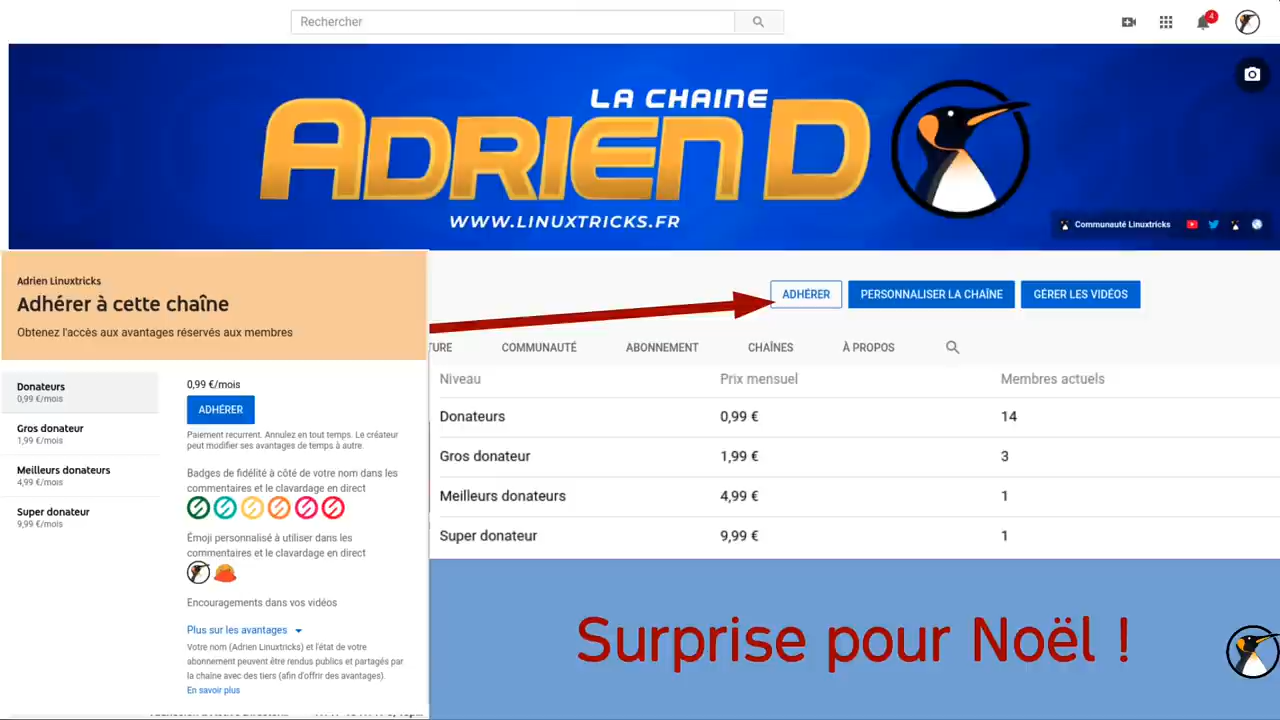 Rechercher
4
LA CHAINE
ADRIEN D
WWW.LINUXTRICKS.FR
Communauté Linuxtricks
Adrien Linuxtricks
Adhérer à cette chaîne
Obtenez l'accès aux avantages réservés aux membres
ADHÉRER
PERSONNALISER LA CHAÎNE
GÉRER LES VIDÉOS
TURE
COMMUNAUTÉ
ABONNEMENT
CHAÎNES
À PROPOS
Donateurs
0,99 €/mois
Gros donateur
1,99 €/mois
Meilleurs donateurs
4,99 €/mois
Super donateur
9,99 €/mois
0,99 €/mois
ADHÉRER
Paiement recurrent. Annulez en tout temps. Le créateur
peut modifier ses avantages de temps à autre.
Badges de fidélité à côté de votre nom dans les
commentaires et le clavardage en direct
Émoji personnalisé à utiliser dans les
commentaires et le clavardage en direct
Encouragements dans vos vidéos
Plus sur les avantages
Votre nom (Adrien Linuxtricks) et l'état de votre
abonnement peuvent être rendus publics et partagés par
la chaîne avec des tiers (afin d'offrir des avantages).
En savoir plus
Niveau Prix mensuel Membres actuels
Donateurs 0,99 € 14
Gros donateur 1,99 € 3
Meilleurs donateurs 4,99 € 1
Super donateur 9,99 € 1
Surprise pour Noël !